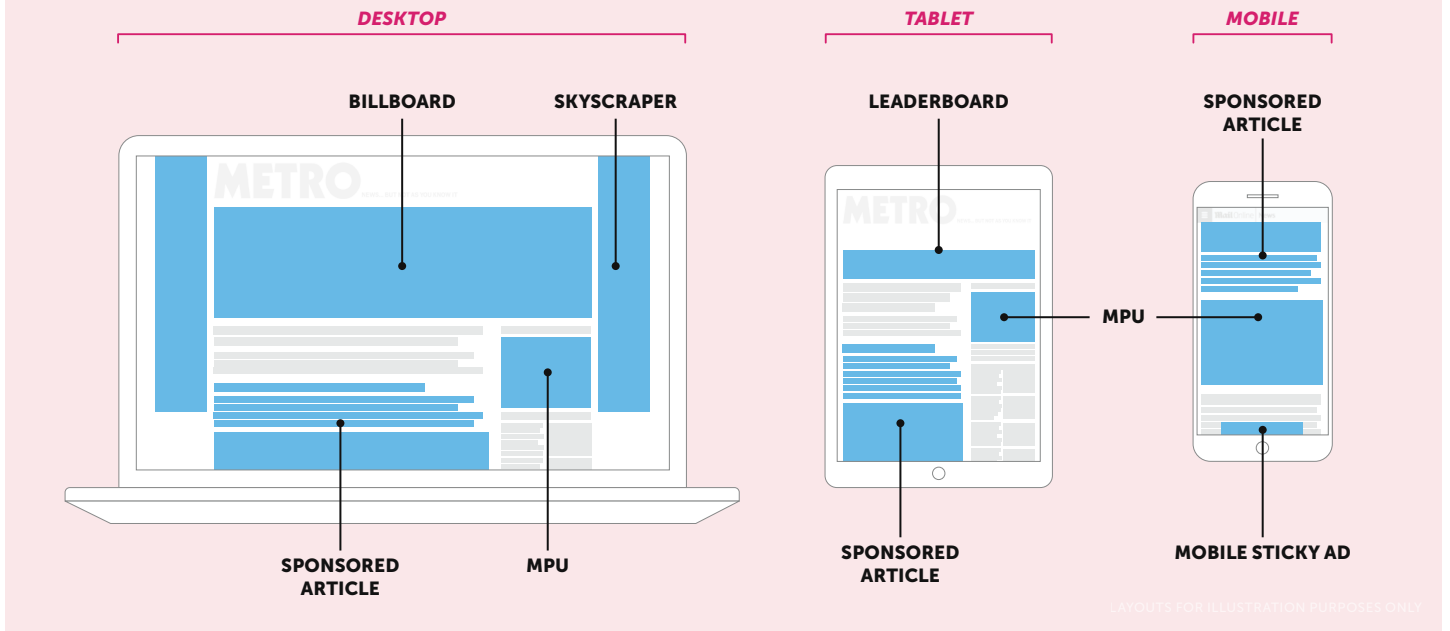 DESKTOP
TABLET
MOBILE
BILLBOARD
SKYSCRAPER
LEADERBOARD
SPONSORED
ARTICLE
METRO
METRO
MPU
SPONSORED
ARTICLE
MPU
SPONSORED
ARTICLE
MOBILE STICKY AD
LAYOUTS FOR ILLUSTRATION PURPOSES ONLY